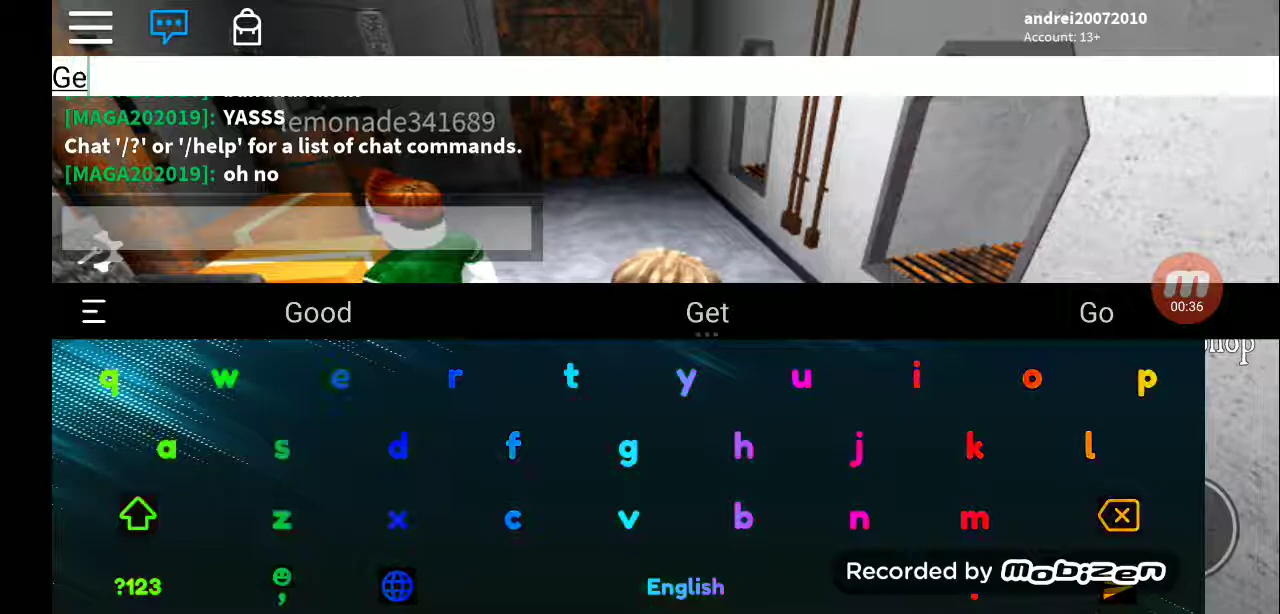 andrei20072010
Account: 13+
Ge
[MAGA202019]: YASSS
lemonade341689
Chat '/?' or '/help' for a list of chat commands.
[MAGA202019]: oh no
00:36
Good Get Go
q w e r t y u i o p
a s d f g h j k l
z x c v b n m
?123 , English .
Recorded by MOBIZEN